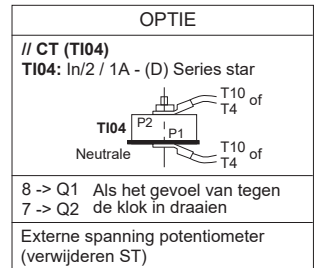 OPTIE
// CT (TI04)
TI04: In/2 / 1A - (D) Series star
T10 of
T4
P2
TI04
P1
Neutrale
T10 of
T4
8 -> Q1 Als het gevoel van tegen
7 -> Q2 de klok in draaien
Externe spanning potentiometer
(verwijderen ST)